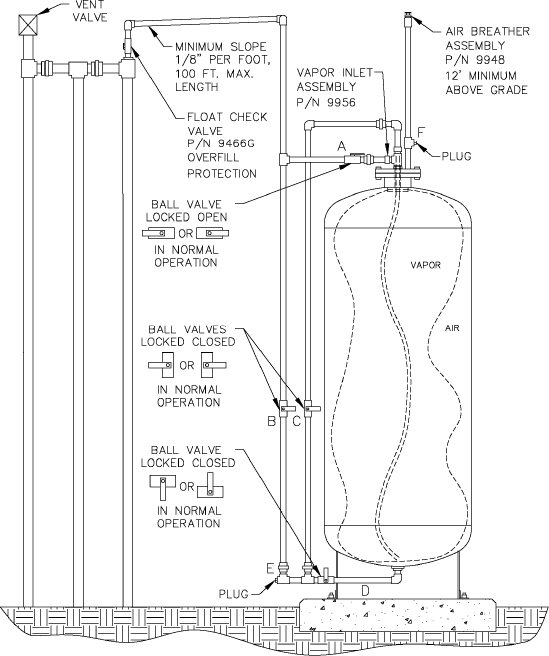 VENT
VALVE
MINIMUM SLOPE
1/8" PER FOOT,
100 FT. MAX.
LENGTH
AIR BREATHER
ASSEMBLY
P/N 9948
12' MINIMUM
ABOVE GRADE
VAPOR INLET
ASSEMBLY
P/N 9956
FLOAT CHECK
VALVE
P/N 9466G
OVERFILL
PROTECTION
F
A
PLUG
BALL VALVE
LOCKED OPEN
OR
IN NORMAL
OPERATION
VAPOR
AIR
BALL VALVES
LOCKED CLOSED
OR
IN NORMAL
OPERATION
B
C
BALL VALVE
LOCKED CLOSED
OR
IN NORMAL
OPERATION
E
PLUG
D